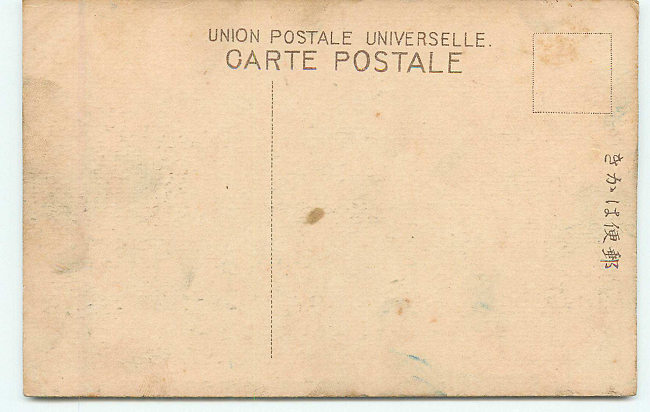 UNION POSTALE UNIVERSELLE.
CARTE POSTALE
きかは便郵